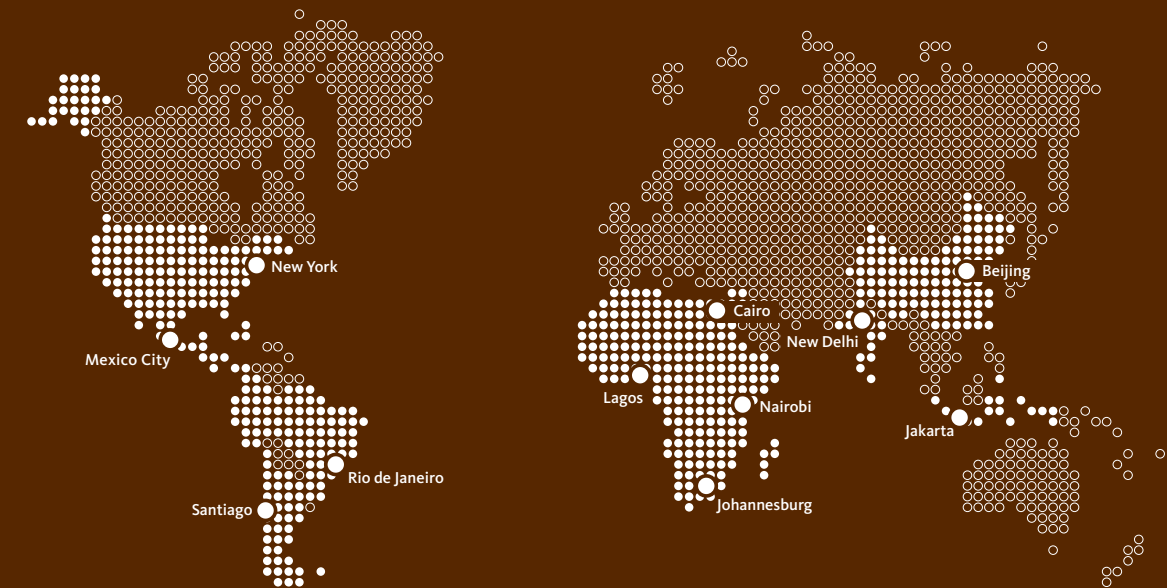 New York
Beijing
Cairo
New Delhi
Mexico City
Lagos
Nairobi
Jakarta
Rio de Janeiro
Santiago
Johannesburg